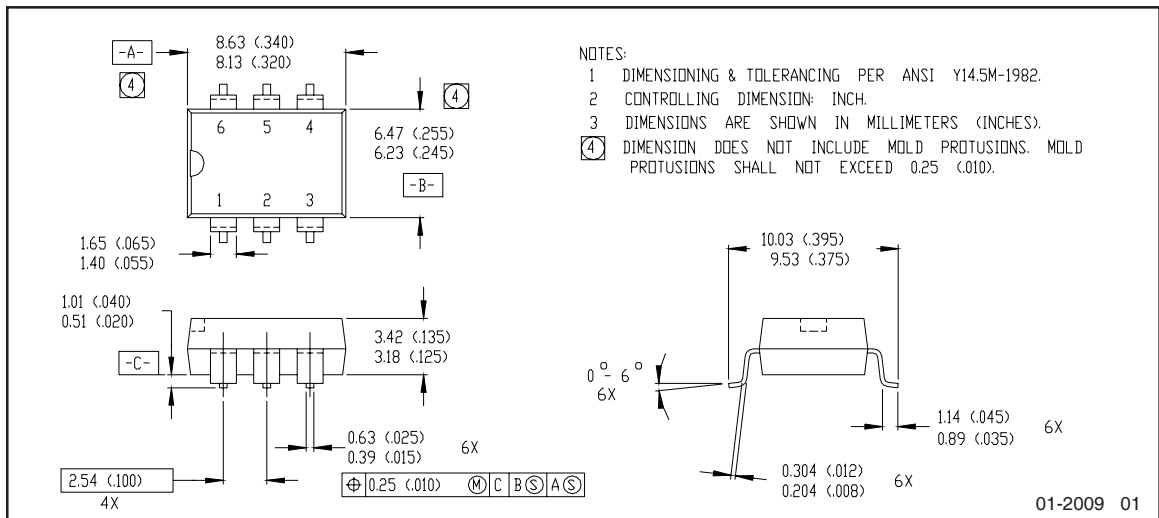 -A-
8.63 (.340)
8.13 (.320)
4
4
6 5 4
1 2 3
6.47 (.255)
6.23 (.245)
-B-
1.65 (.065)
1.40 (.055)
NOTES:
1 DIMENSIONING & TOLERANCING PER ANSI Y14.5M-1982.
2 CONTROLLING DIMENSION: INCH.
3 DIMENSIONS ARE SHOWN IN MILLIMETERS (INCHES).
4 DIMENSION DOES NOT INCLUDE MOLD PROTUSIONS. MOLD
PROTUSIONS SHALL NOT EXCEED 0.25 (.010).
1.01 (.040)
0.51 (.020)
-C-
3.42 (.135)
3.18 (.125)
0.63 (.025)
0.39 (.015)
6X
2.54 (.100)
4X
⌖ 0.25 (.010) Ⓜ C B Ⓢ A Ⓢ
10.03 (.395)
9.53 (.375)
0° - 6°
6X
1.14 (.045)
0.89 (.035)
6X
0.304 (.012)
0.204 (.008)
6X
01-2009 01